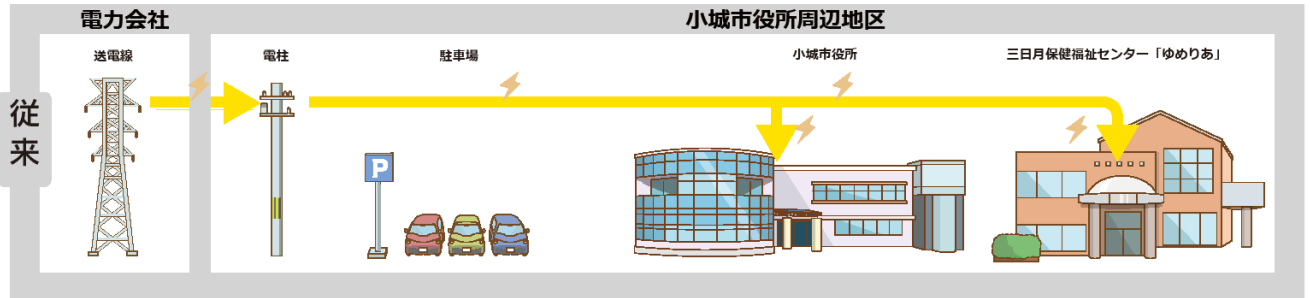 電力会社
小城市役所周辺地区
送電線
電柱
駐車場
小城市役所
三日月保健福祉センター「ゆめりあ」
従来
P